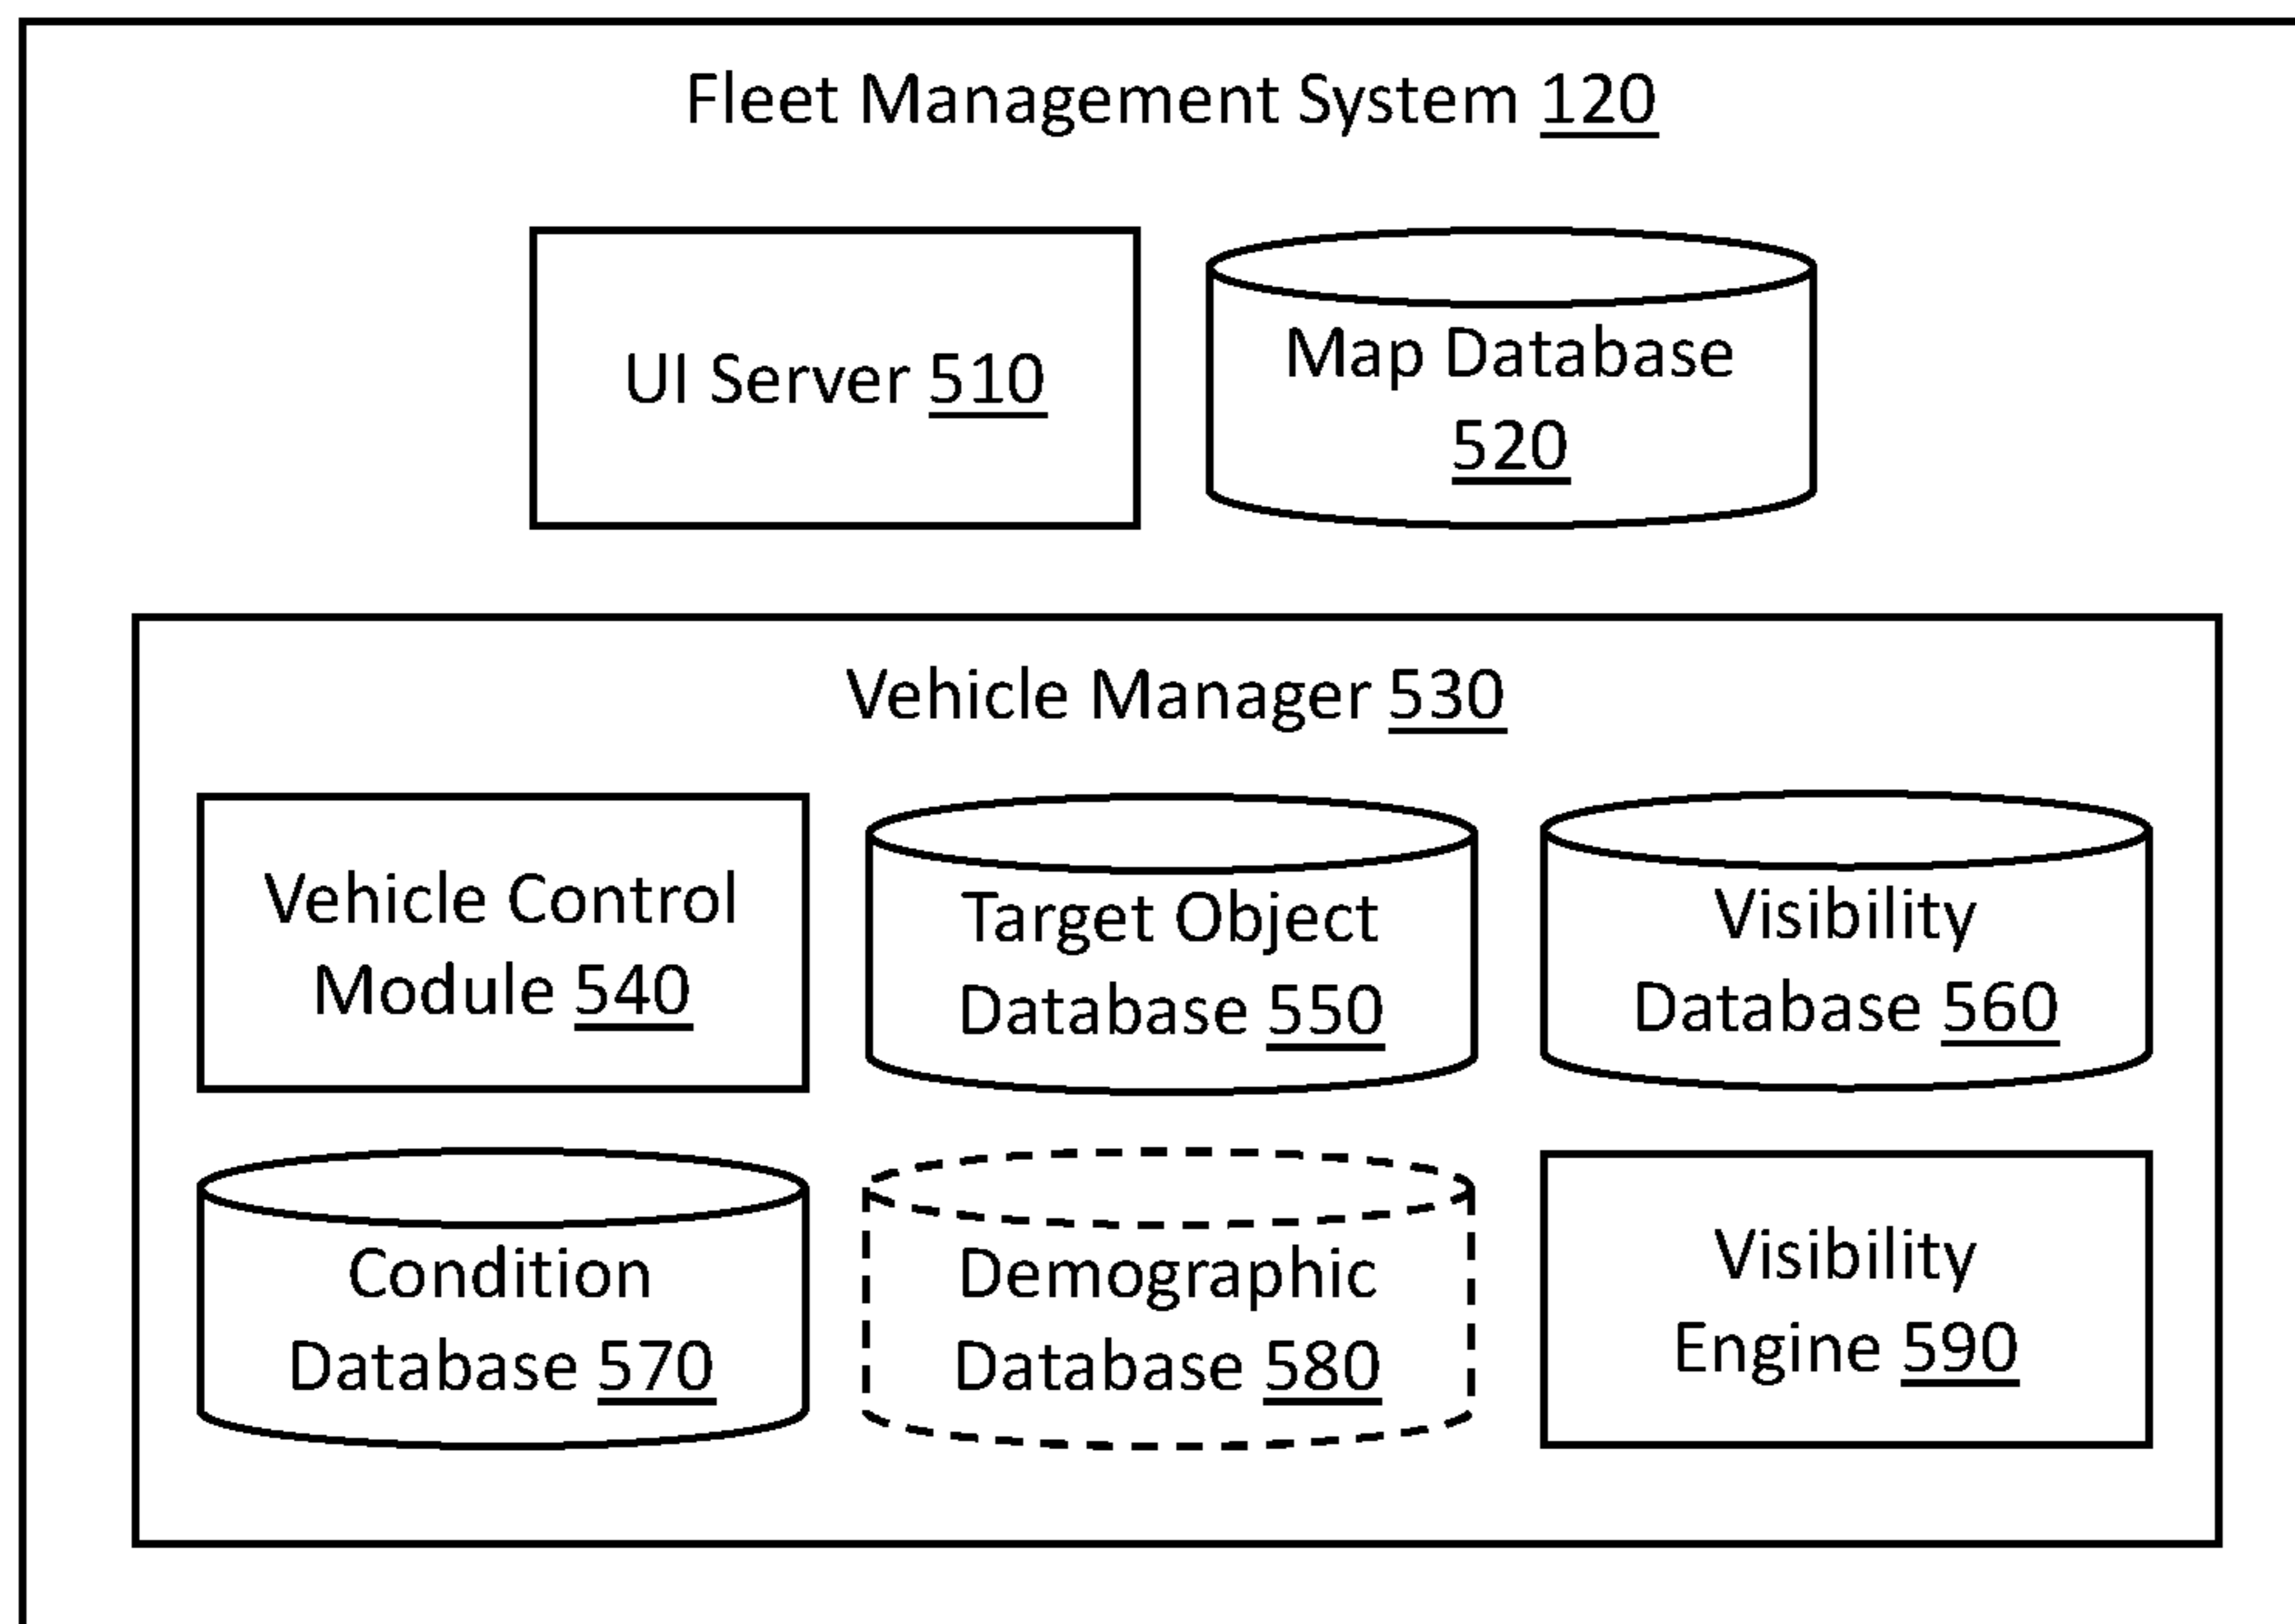 Fleet Management System 120
UI Server 510
Map Database
520
Vehicle Manager 530
Vehicle Control
Module 540
Target Object
Database 550
Visibility
Database 560
Condition
Database 570
Demographic
Database 580
Visibility
Engine 590